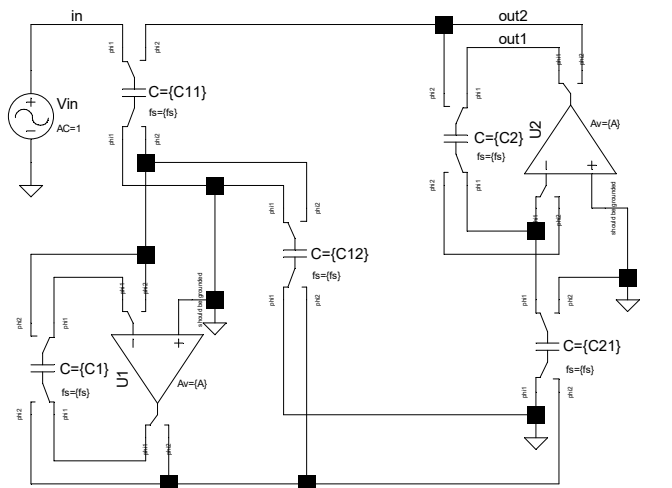 in
out2
phi1
phi2
out1
phi1
phi2
C={C11}
fs={fs}
Vin
AC=1
phi2
phi1
U2
Av={A}
C={C2}
fs={fs}
phi1
phi2
phi2
phi1
should be grounded
phi1
phi2
phi1
phi2
C={C12}
fs={fs}
phi1
phi2
should be grounded
phi1
phi2
phi2
phi1
phi1
phi2
C={C21}
fs={fs}
C={C1}
fs={fs}
U1
Av={A}
phi1
phi2
phi2
phi1
phi1
phi2